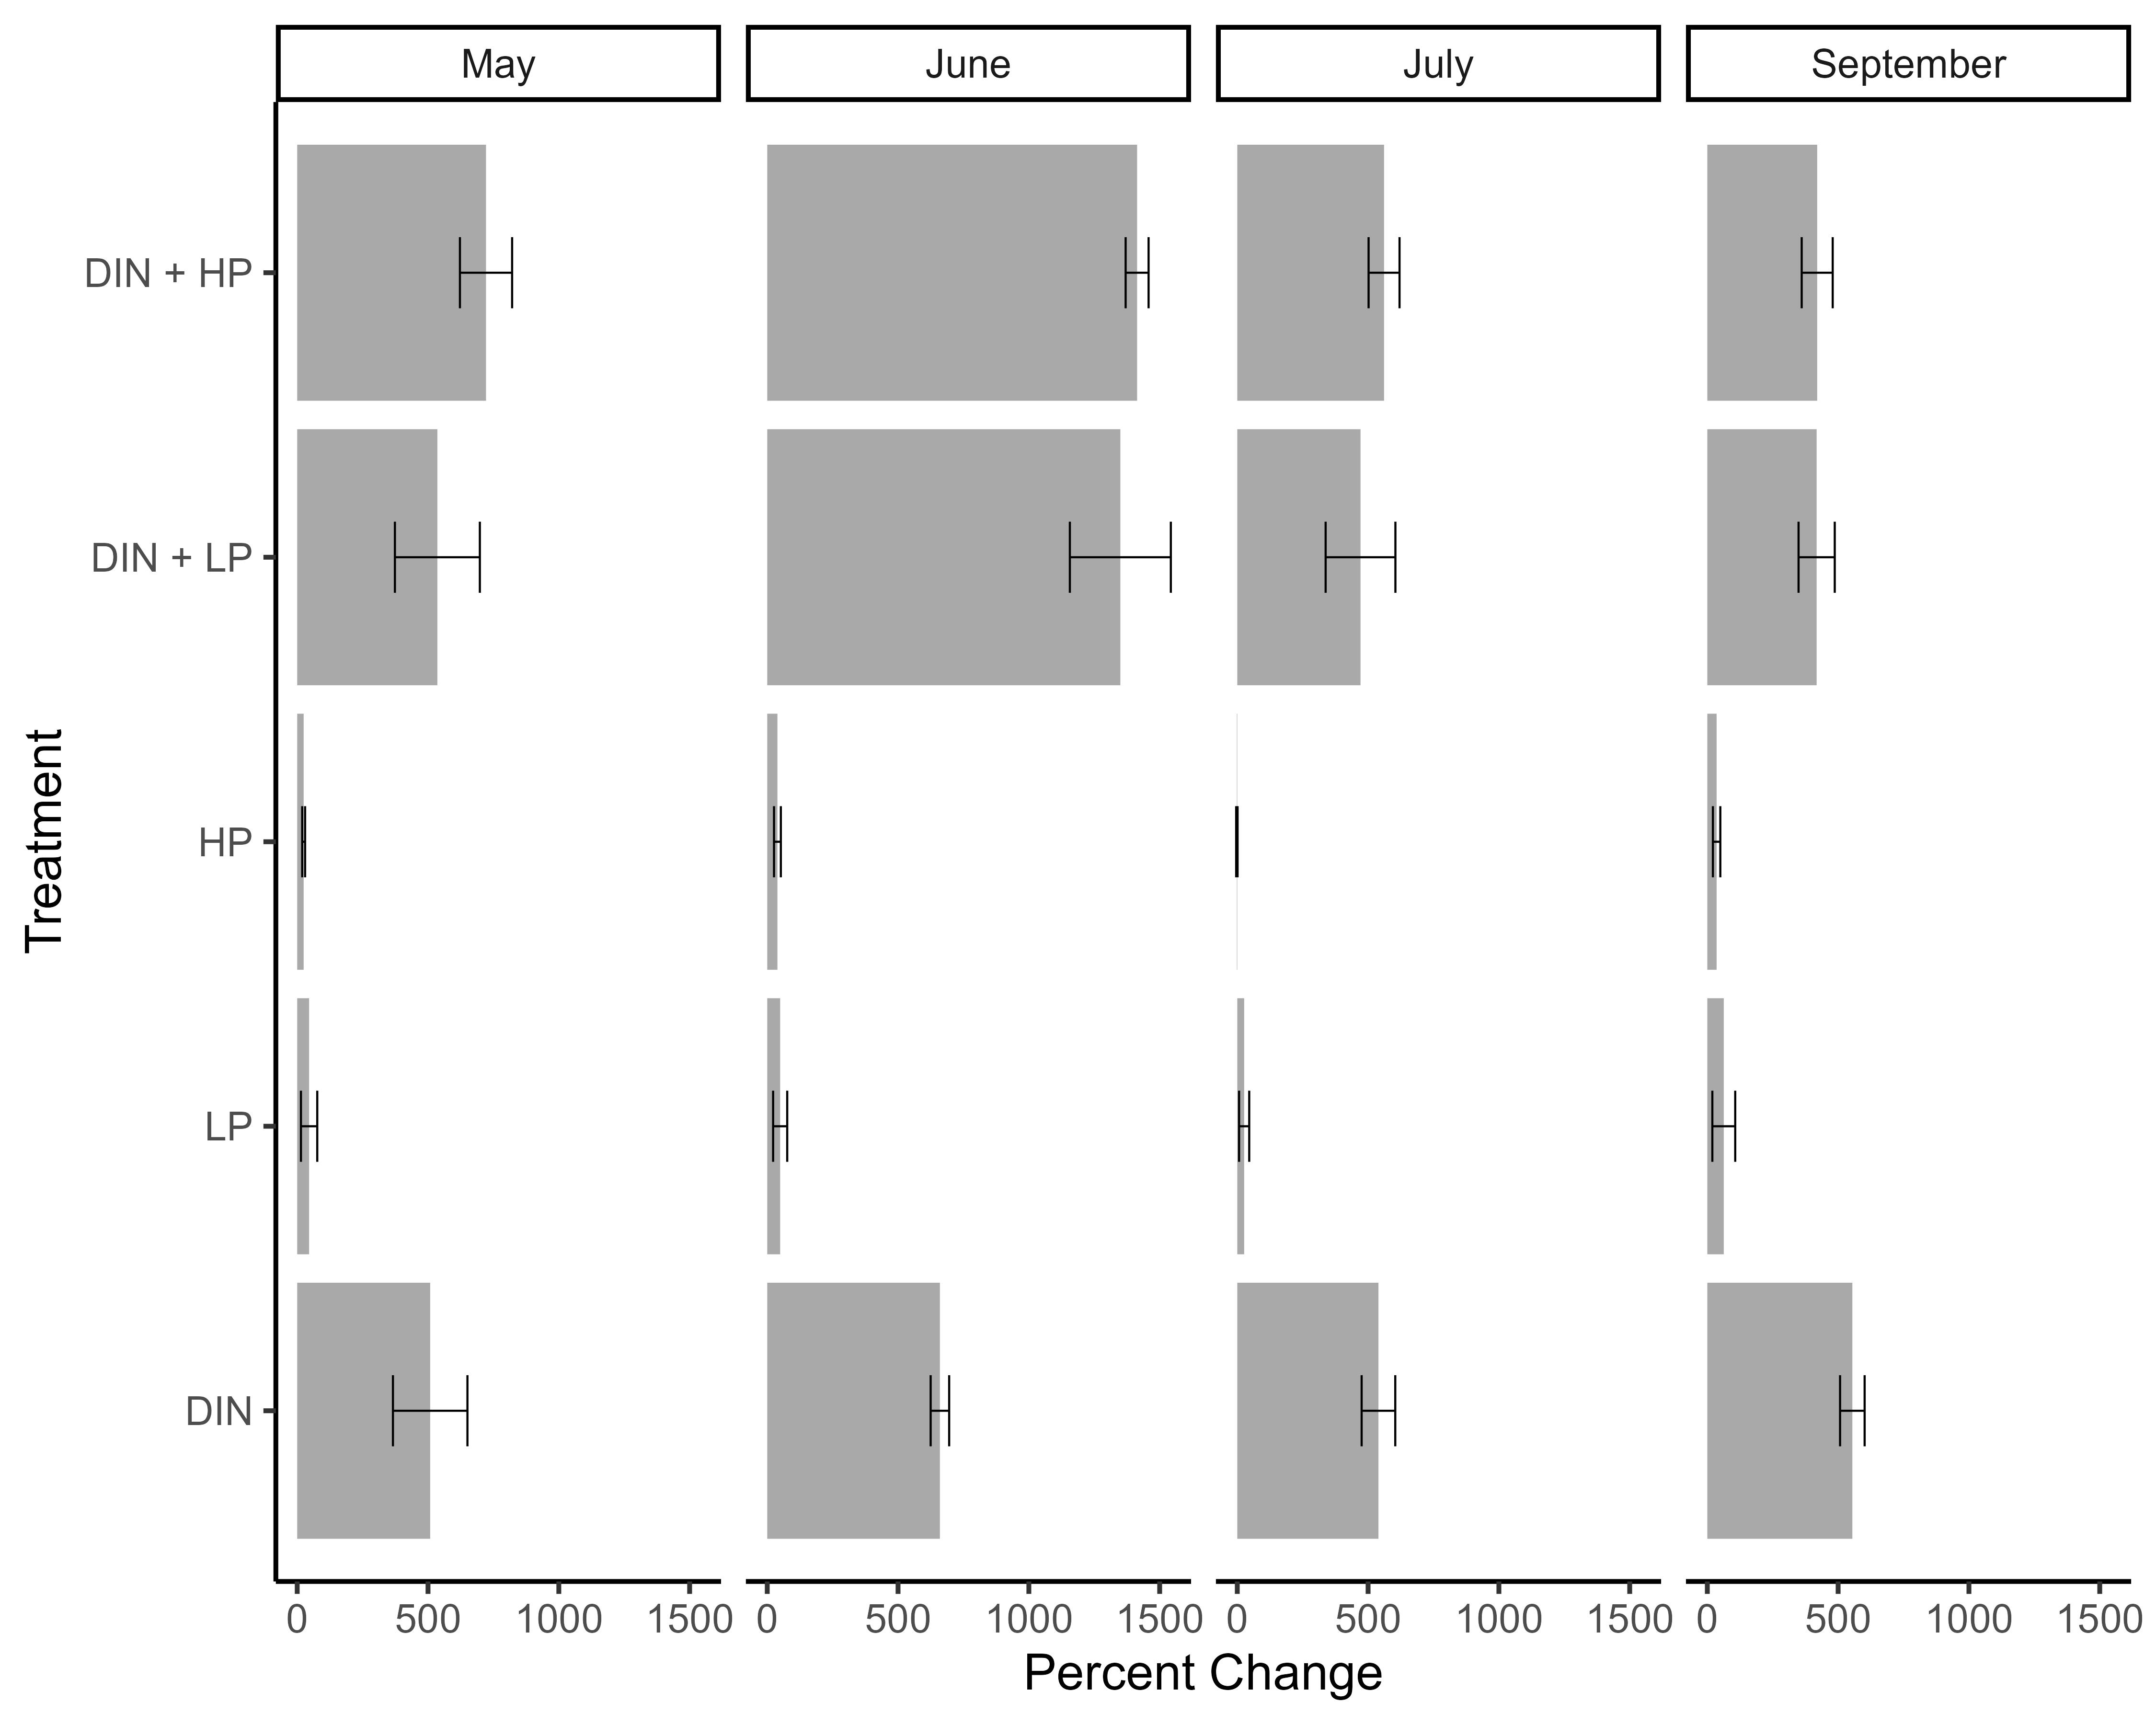 May June July September
DIN + HP
DIN + LP
HP
LP
DIN
Treatment
0 500 1000 1500 0 500 1000 1500 0 500 1000 1500 0 500 1000 1500
Percent Change